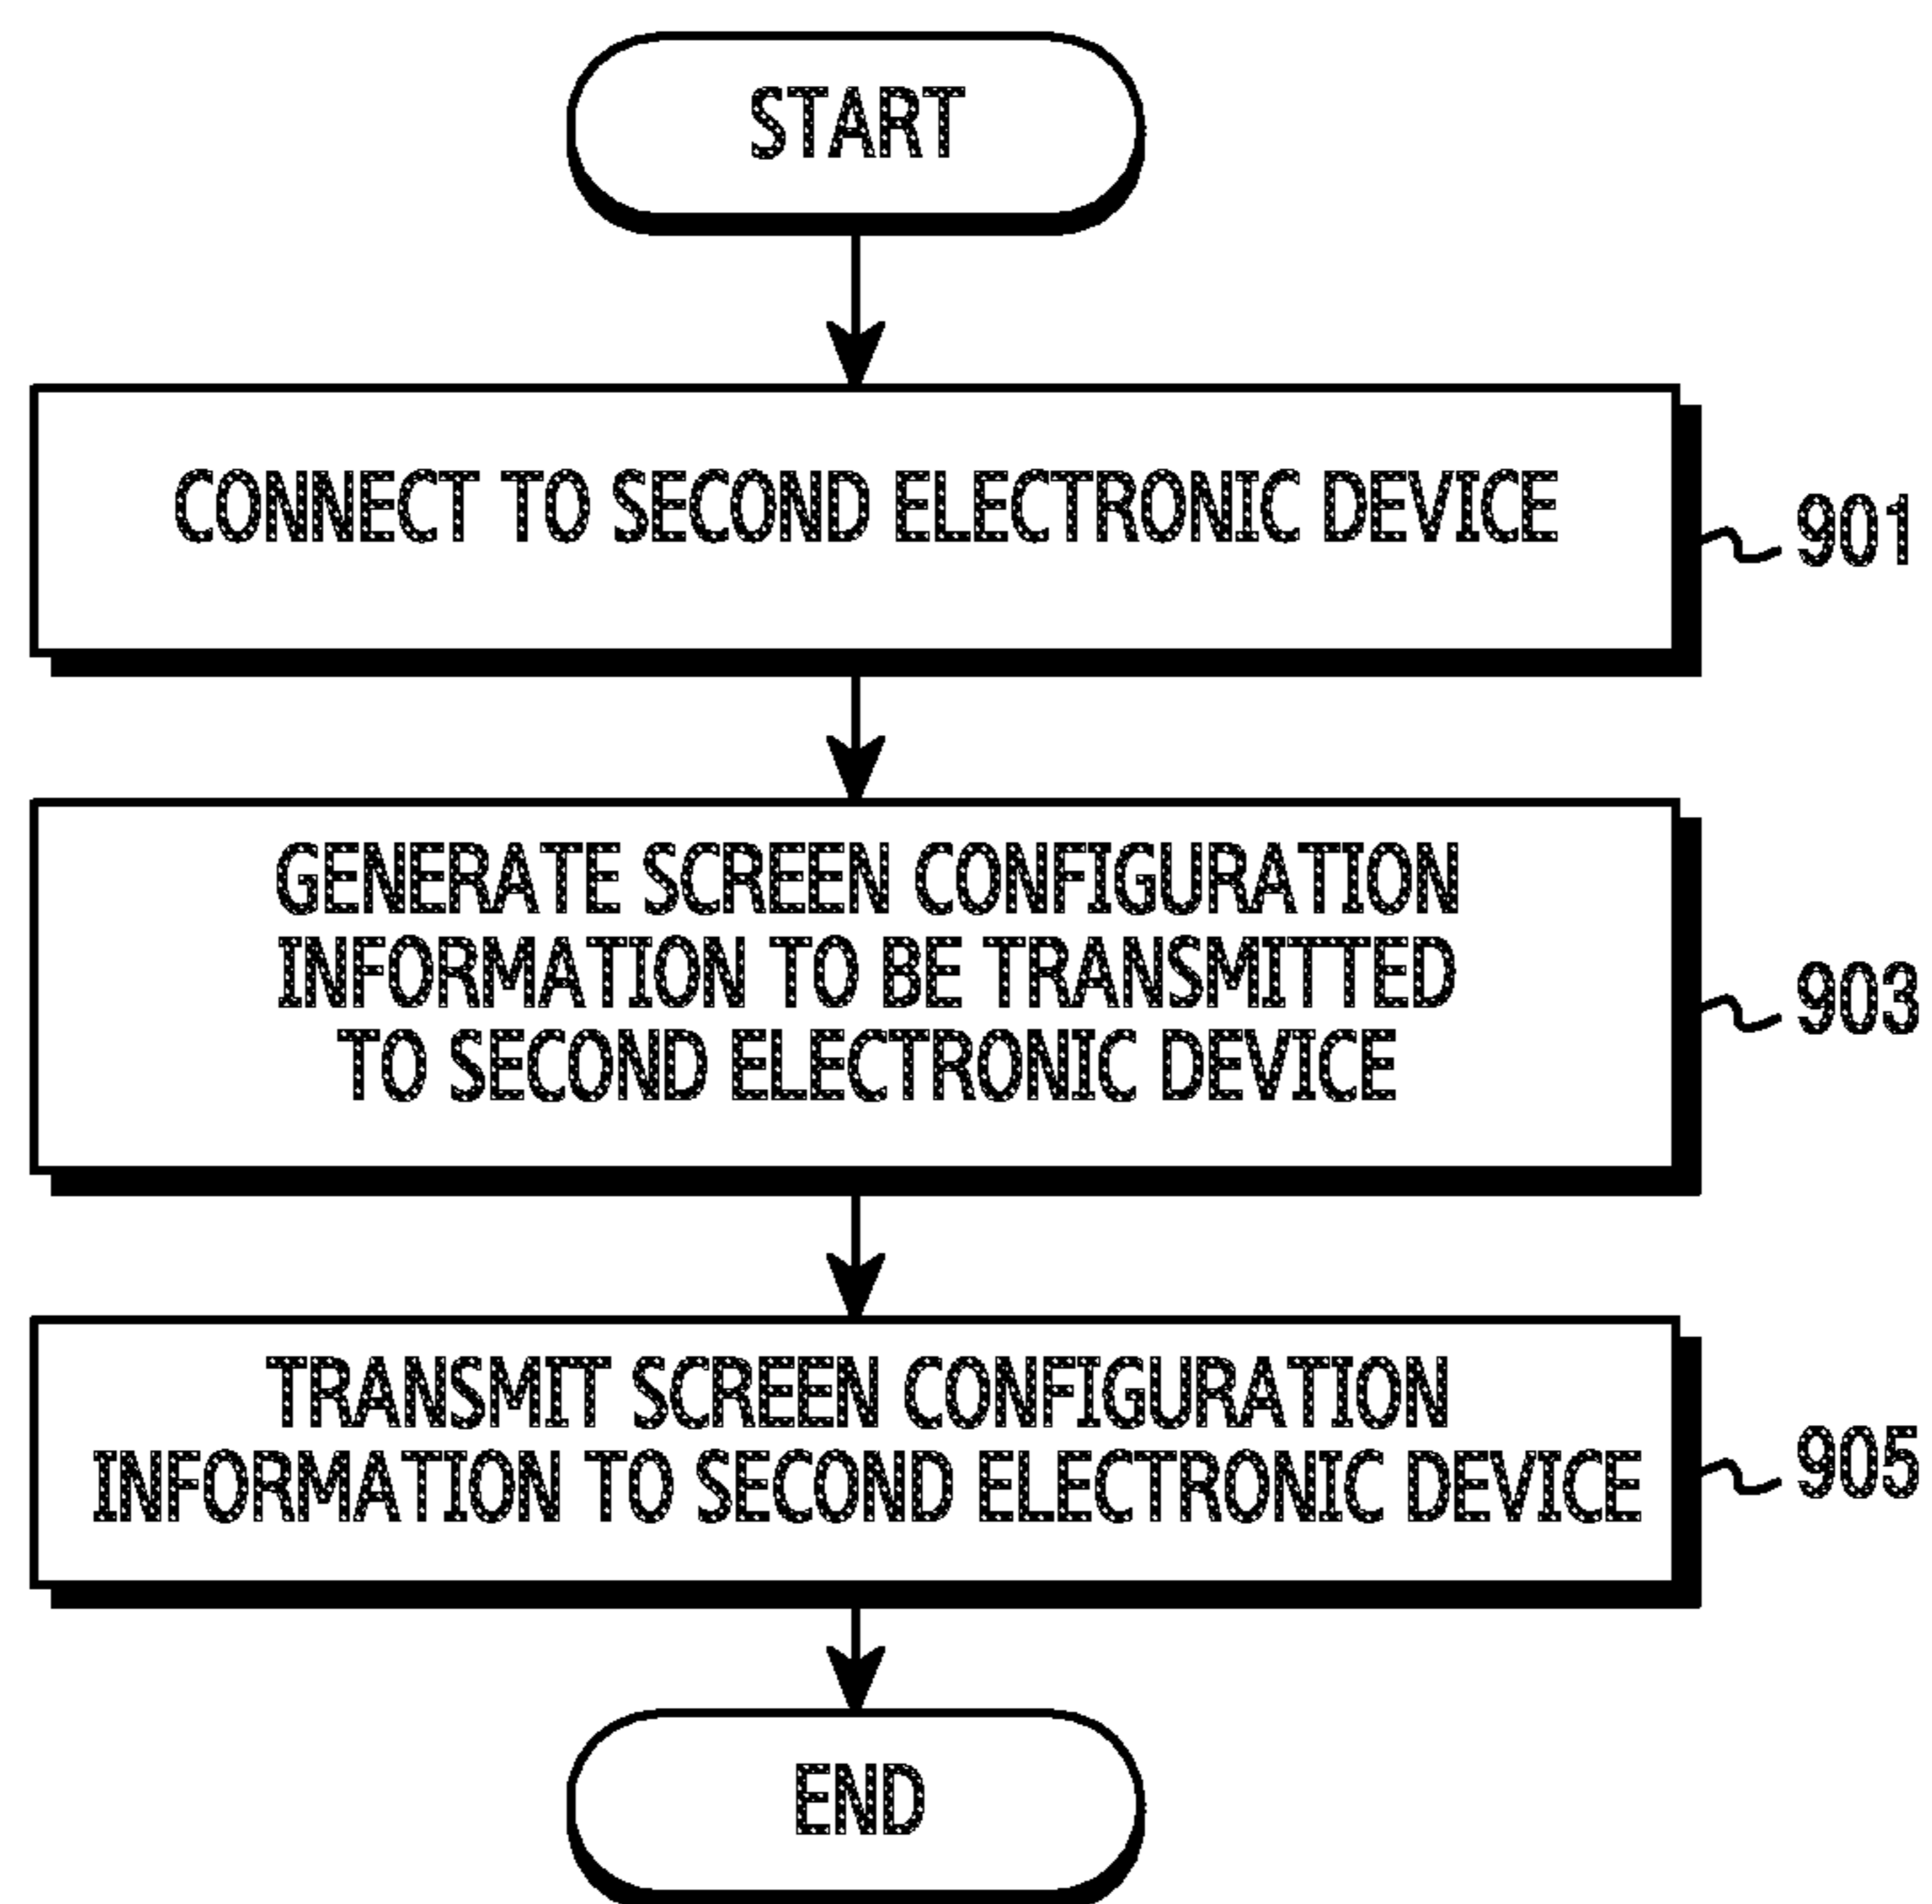 START
CONNECT TO SECOND ELECTRONIC DEVICE
901
GENERATE SCREEN CONFIGURATION
INFORMATION TO BE TRANSMITTED
TO SECOND ELECTRONIC DEVICE
903
TRANSMIT SCREEN CONFIGURATION
INFORMATION TO SECOND ELECTRONIC DEVICE
905
END